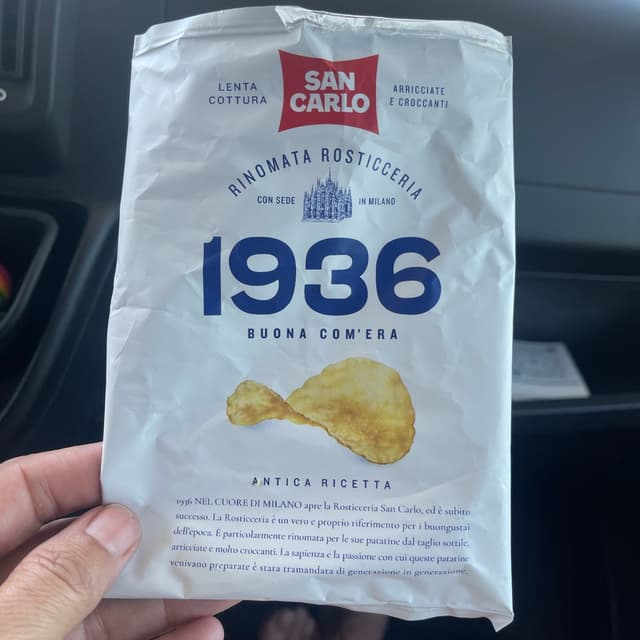 LENTA
COTTURA
SAN
CARLO
ARRICCIATE
E CROCCANTI
RINOMATA ROSTICCERIA
CON SEDE IN MILANO
1936
BUONA COM'ERA
ANTICA RICETTA
1936 NEL CUORE DI MILANO apre la Rosticceria San Carlo, ed è subito
successo. La Rosticceria è un vero e proprio riferimento per i buongustai
dell'epoca. È particolarmente rinomata per le sue patatine dal taglio sottile,
arricciate e molto croccanti. La sapienza e la passione con cui queste patatine
venivano preparate è stata tramandata di generazione in generazione,